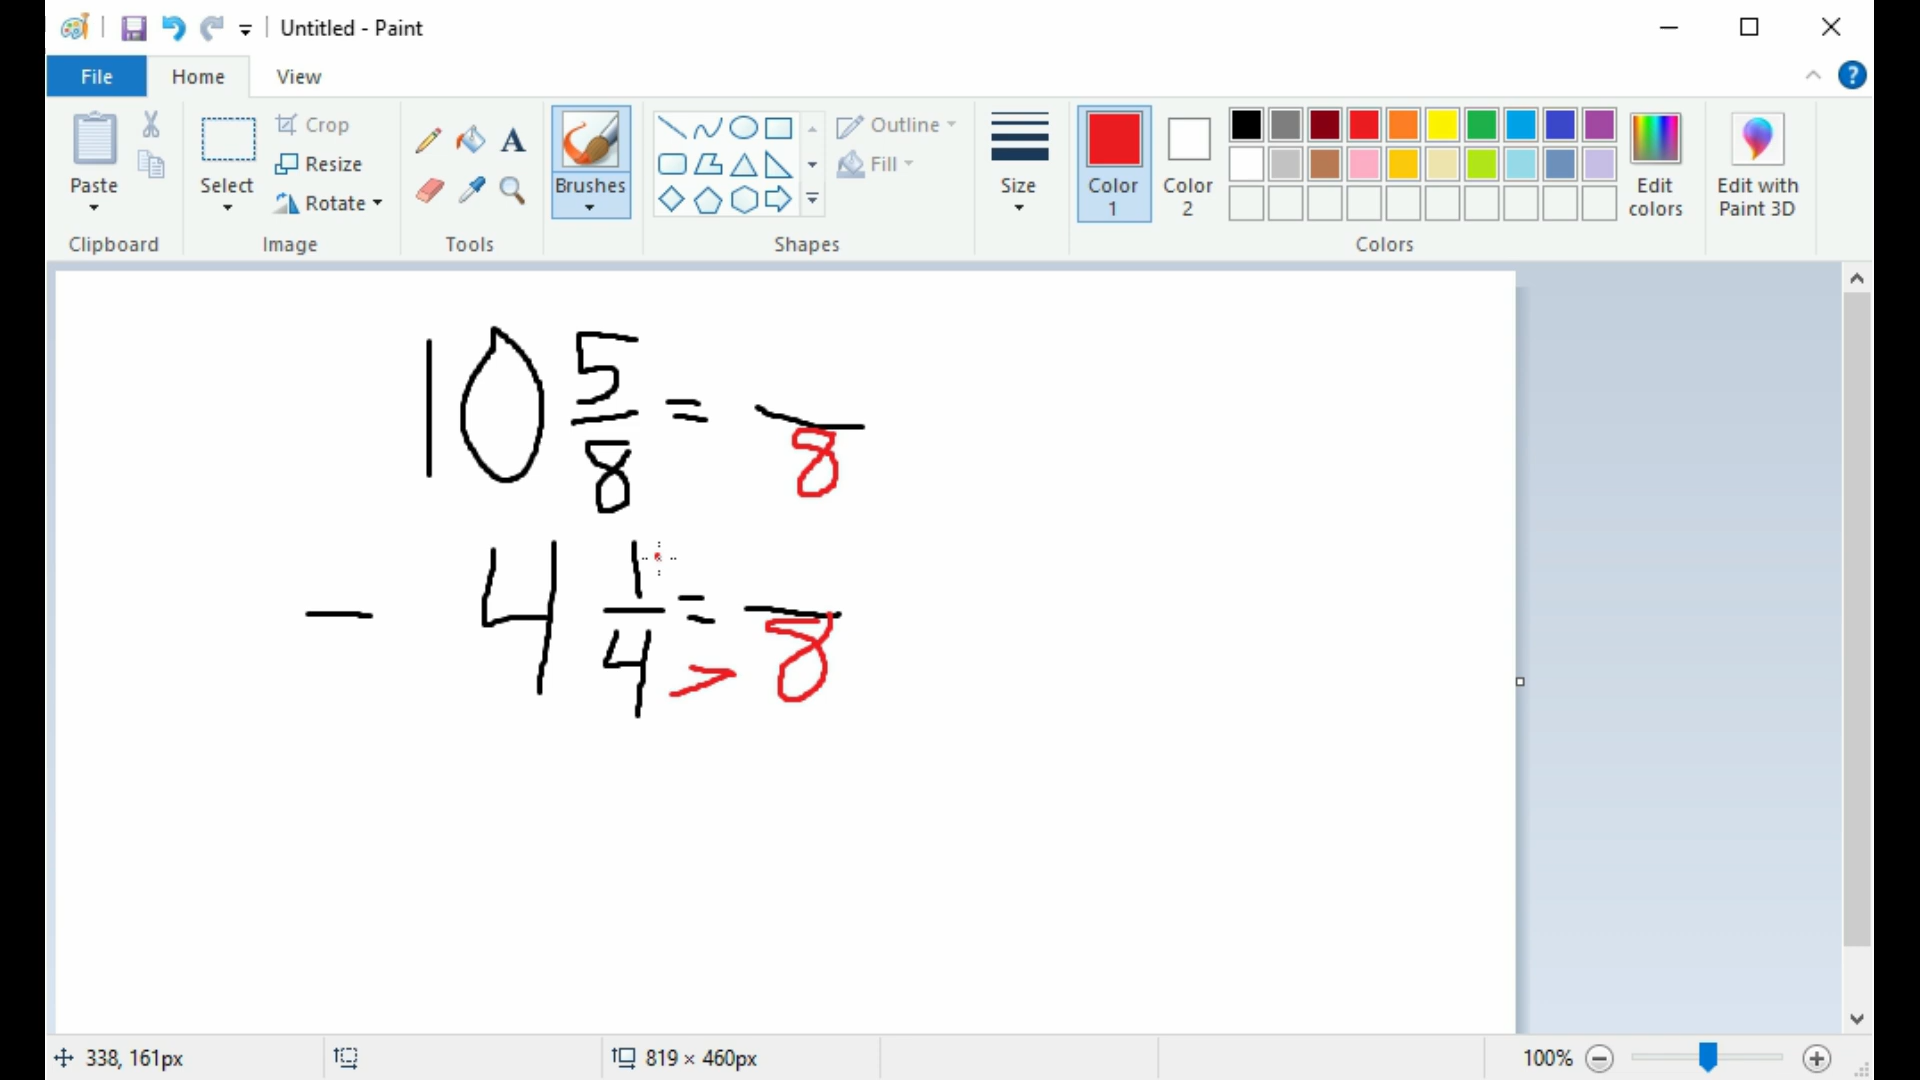 Untitled - Paint
File Home View
Paste
Clipboard
Select
Crop
Resize
Rotate
Image
A
Tools
Brushes
Shapes
Outline
Fill
Size
Color 1
Color 2
Colors
Edit colors
Edit with Paint 3D
10 5/8 = /8
- 4 1/4 = /8
>
338, 161px
819 × 460px
100%